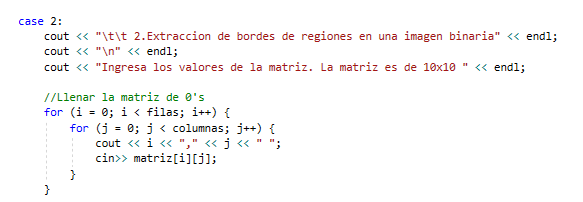 case 2:
    cout << "\t\t 2.Extraccion de bordes de regiones en una imagen binaria" << endl;
    cout << "\n" << endl;
    cout << "Ingresa los valores de la matriz. La matriz es de 10x10 " << endl;

    //Llenar la matriz de 0's
    for (i = 0; i < filas; i++) {
        for (j = 0; j < columnas; j++) {
            cout << i << "," << j << " ";
            cin>> matriz[i][j];
        }
    }